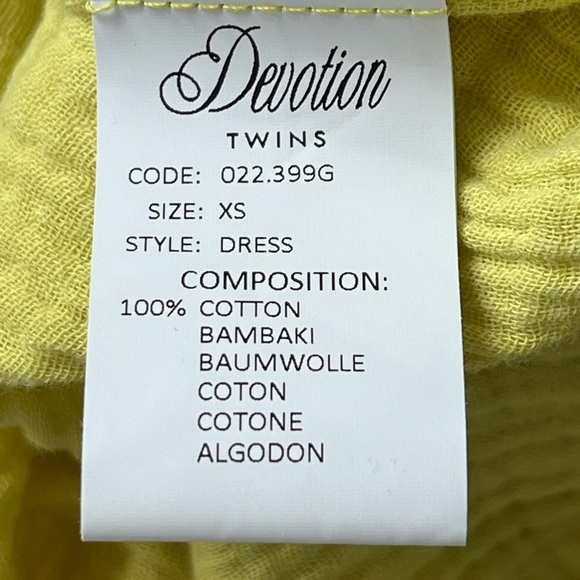 Devotion
TWINS
CODE: 022.399G
SIZE: XS
STYLE: DRESS
COMPOSITION:
100% COTTON
BAMBAKI
BAUMWOLLE
COTON
COTONE
ALGODON